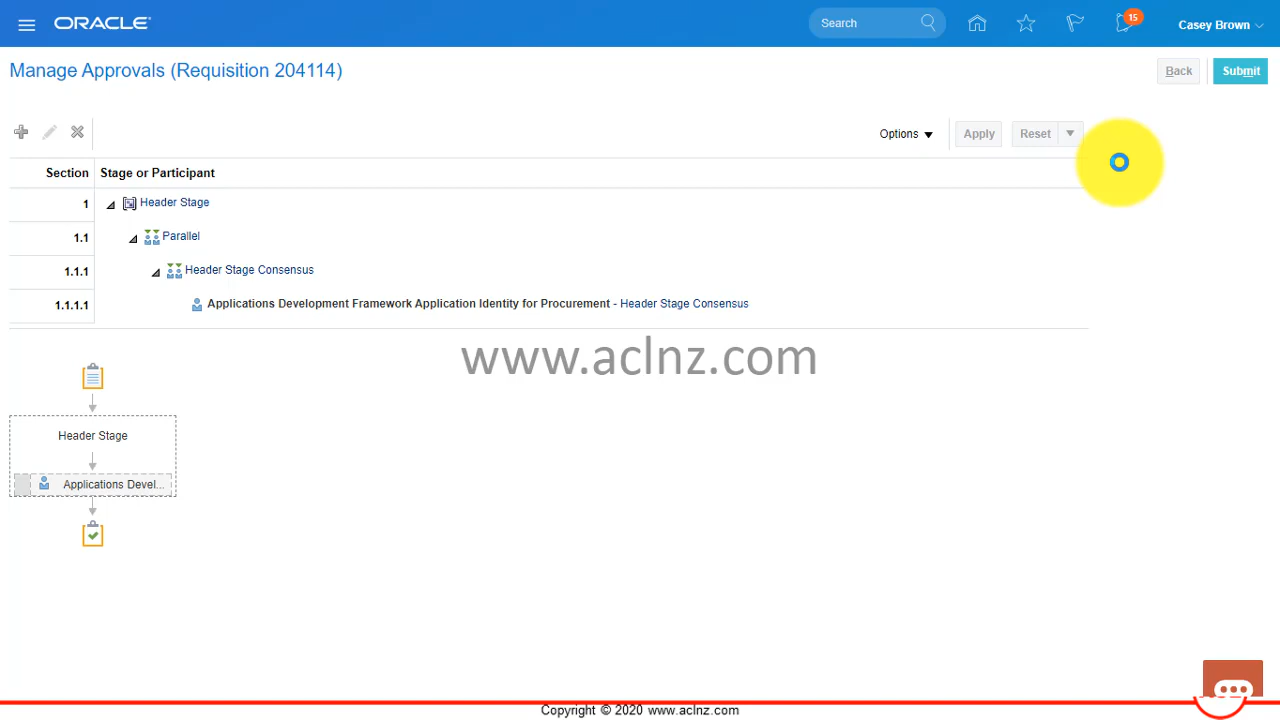 ORACLE
Search
15
Casey Brown
Manage Approvals (Requisition 204114)
Back
Submit
Options
Apply
Reset
Section
Stage or Participant
1
Header Stage
1.1
Parallel
1.1.1
Header Stage Consensus
1.1.1.1
Applications Development Framework Application Identity for Procurement - Header Stage Consensus
www.aclnz.com
Header Stage
Applications Devel...
Copyright © 2020 www.aclnz.com